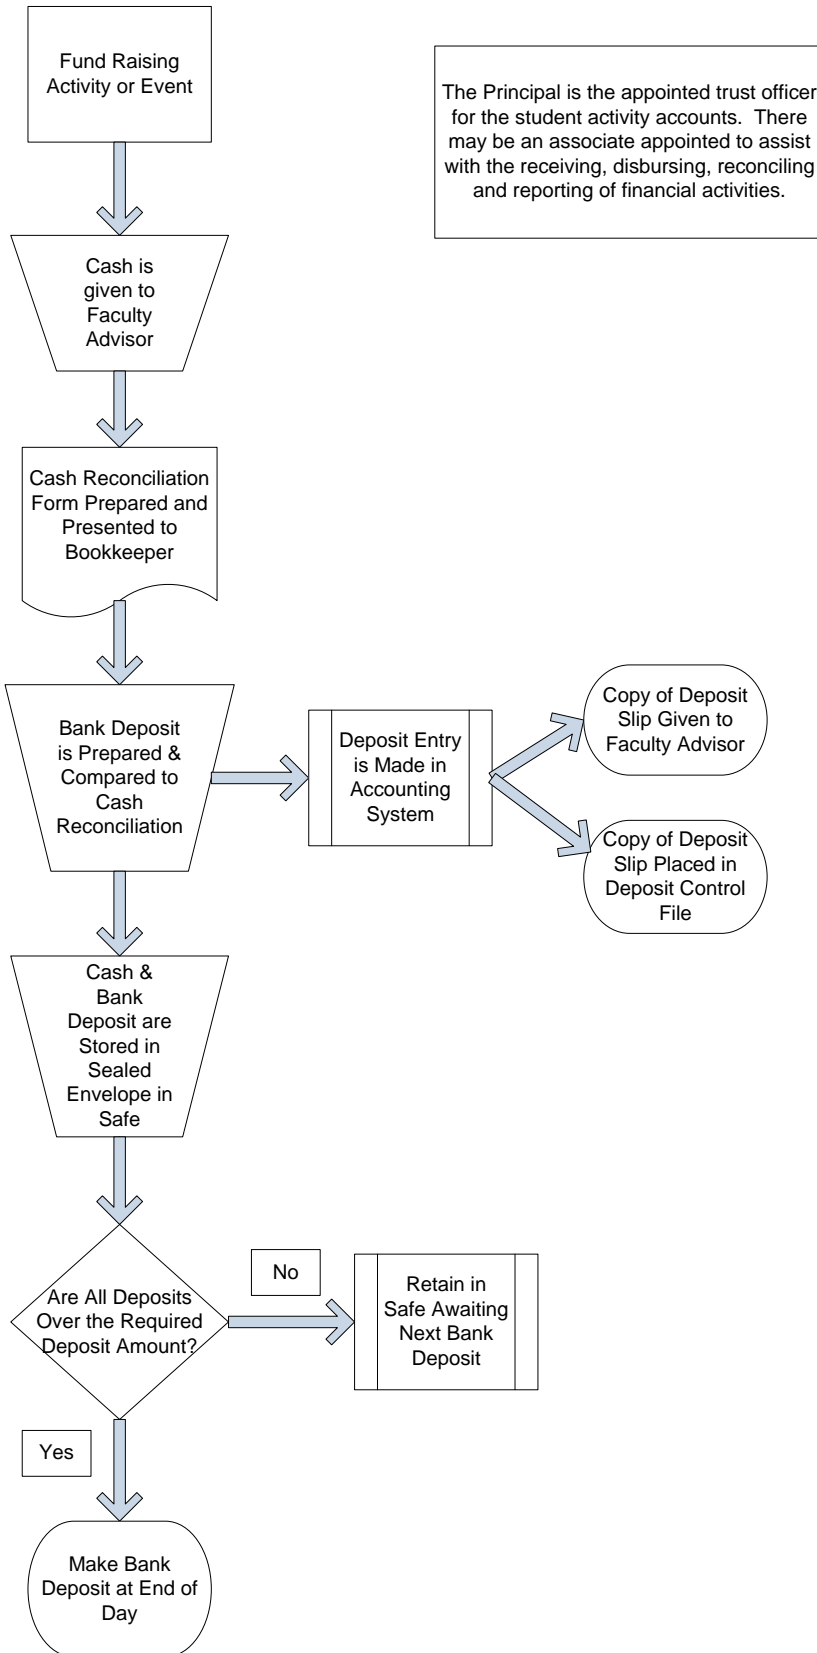 Fund Raising
Activity or Event
The Principal is the appointed trust officer
for the student activity accounts.  There
may be an associate appointed to assist
with the receiving, disbursing, reconciling
and reporting of financial activities.
Cash is
given to
Faculty
Advisor
Cash Reconciliation
Form Prepared and
Presented to
Bookkeeper
Bank Deposit
is Prepared &
Compared to
Cash
Reconciliation
Deposit Entry
is Made in
Accounting
System
Copy of Deposit
Slip Given to
Faculty Advisor
Copy of Deposit
Slip Placed in
Deposit Control
File
Cash &
Bank
Deposit are
Stored in
Sealed
Envelope in
Safe
Are All Deposits
Over the Required
Deposit Amount?
No
Retain in
Safe Awaiting
Next Bank
Deposit
Yes
Make Bank
Deposit at End of
Day